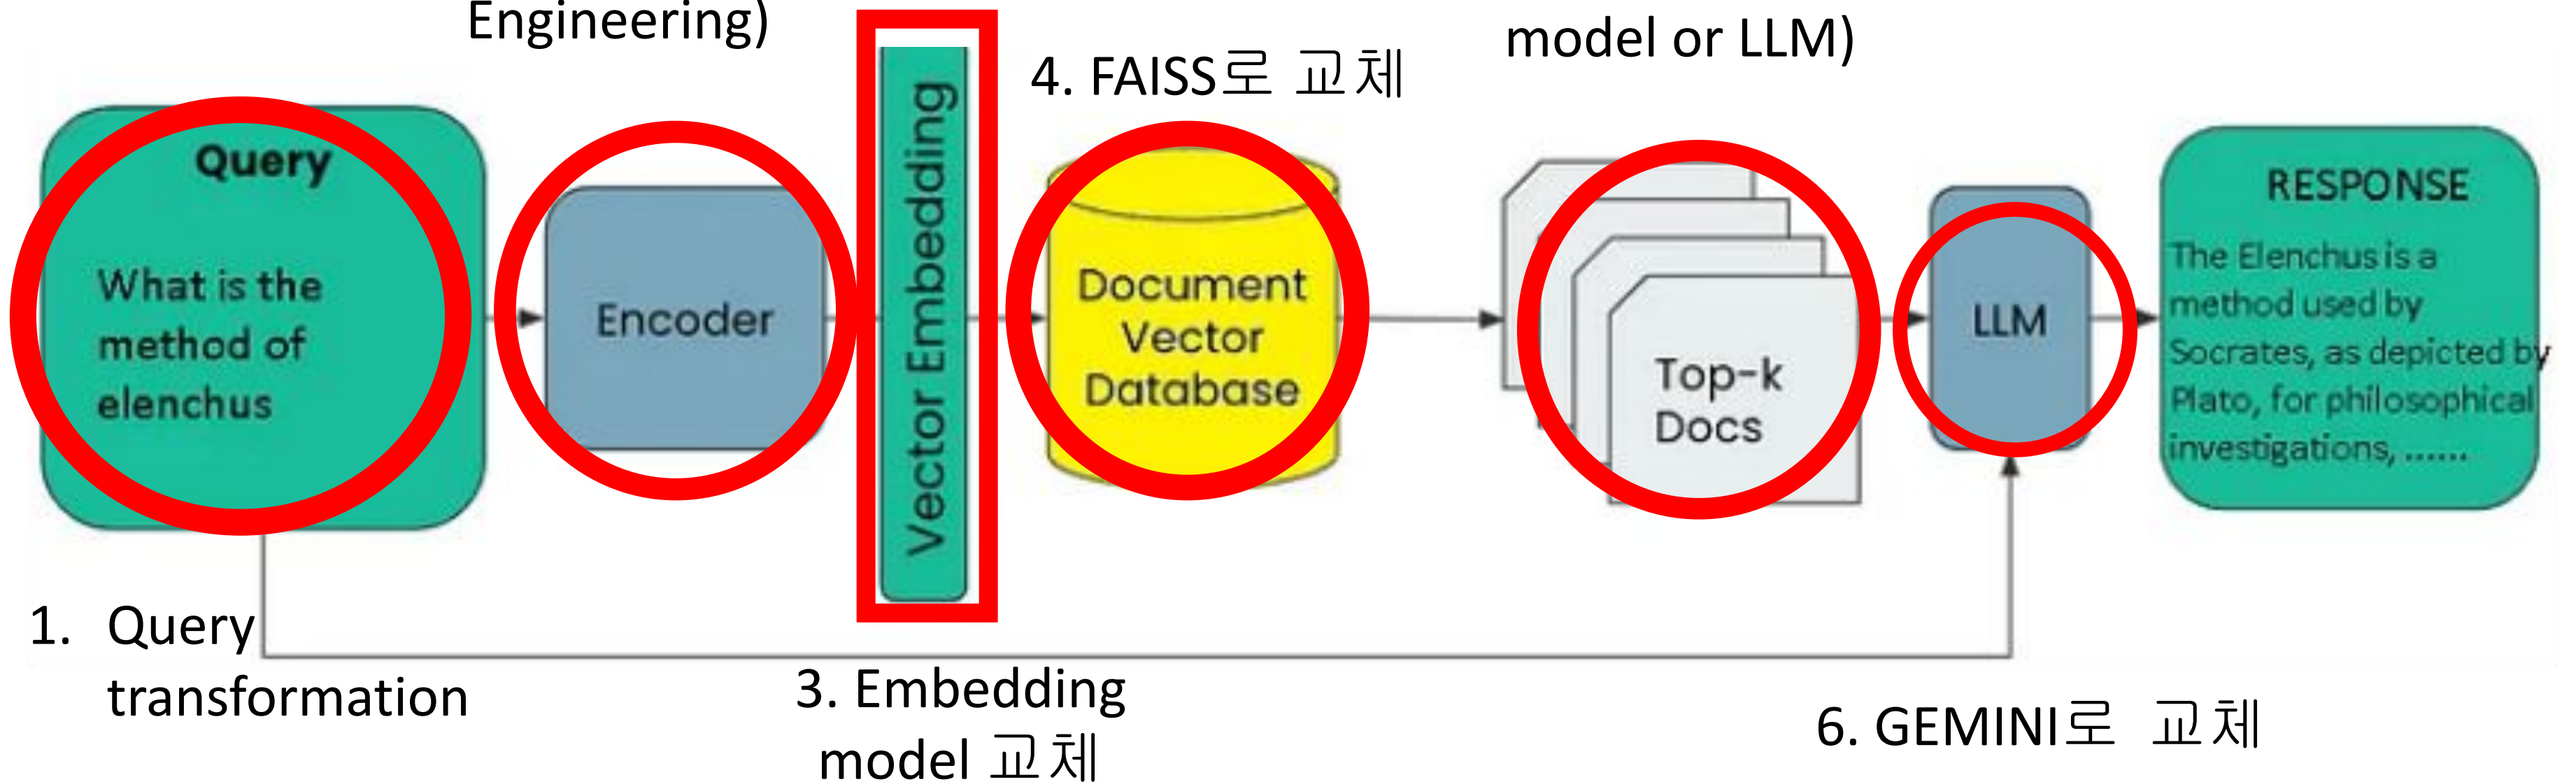 Engineering)
model or LLM)
4. FAISS로 교체
Query
What is the
method of
elenchus
Encoder
Vector Embedding
Document
Vector
Database
Top-k
Docs
LLM
RESPONSE
The Elenchus is a
method used by
Socrates, as depicted by
Plato, for philosophical
investigations, ......
1. Query
transformation
3. Embedding
model 교체
6. GEMINI로 교체